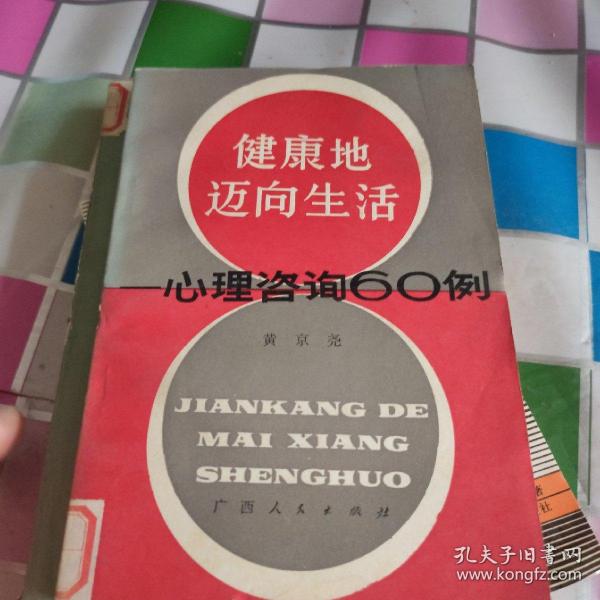 健康地
迈向生活
—心理咨询60例
黄京尧
JIANKANG DE
MAI XIANG
SHENGHUO
广西人民出版社
著
社
孔夫子旧书网
www.kongfz.com